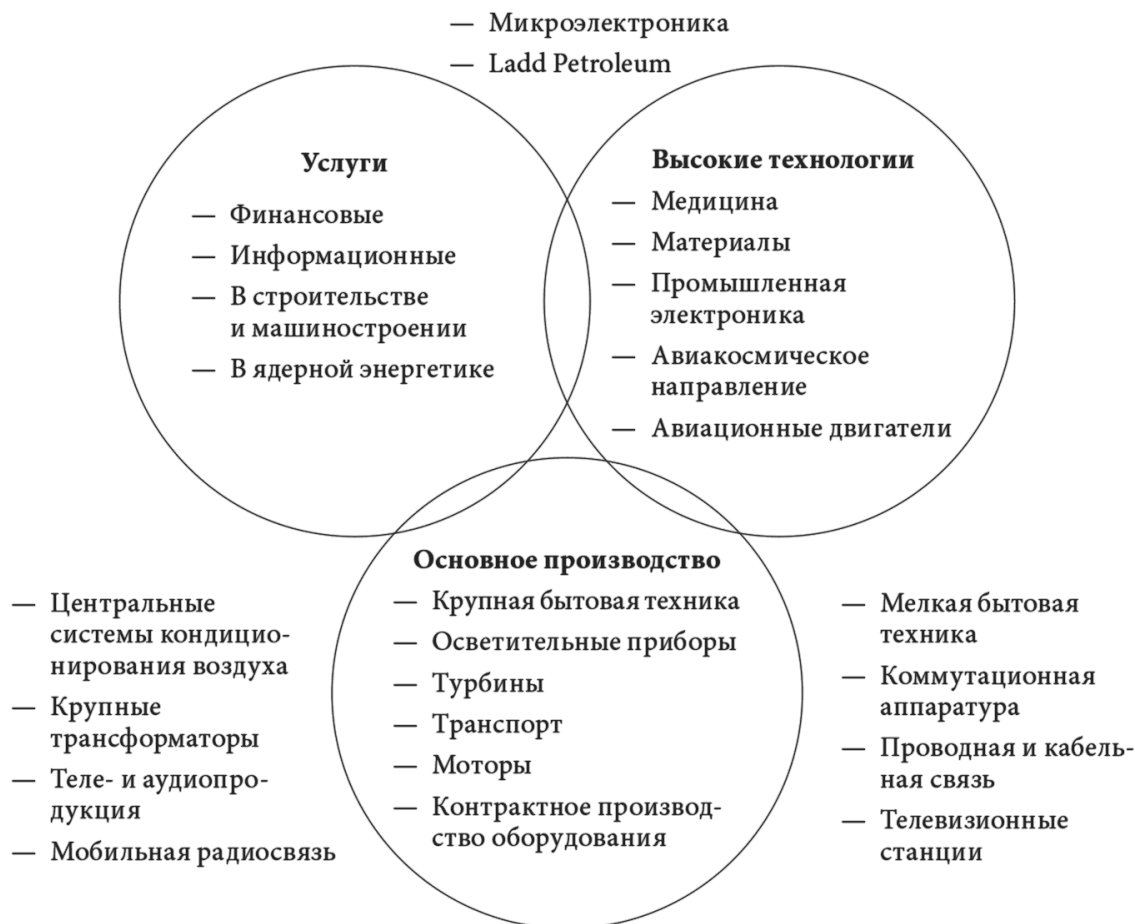 — Микроэлектроника
— Ladd Petroleum
Услуги
— Финансовые
— Информационные
— В строительстве
и машиностроении
— В ядерной энергетике
Высокие технологии
— Медицина
— Материалы
— Промышленная
электроника
— Авиакосмическое
направление
— Авиационные двигатели
Основное производство
— Крупная бытовая техника
— Осветительные приборы
— Турбины
— Транспорт
— Моторы
— Контрактное производ-
ство оборудования
— Центральные
системы кондицио-
нирования воздуха
— Крупные
трансформаторы
— Теле- и аудиопро-
дукция
— Мобильная радиосвязь
— Мелкая бытовая
техника
— Коммутационная
аппаратура
— Проводная и кабель-
ная связь
— Телевизионные
станции